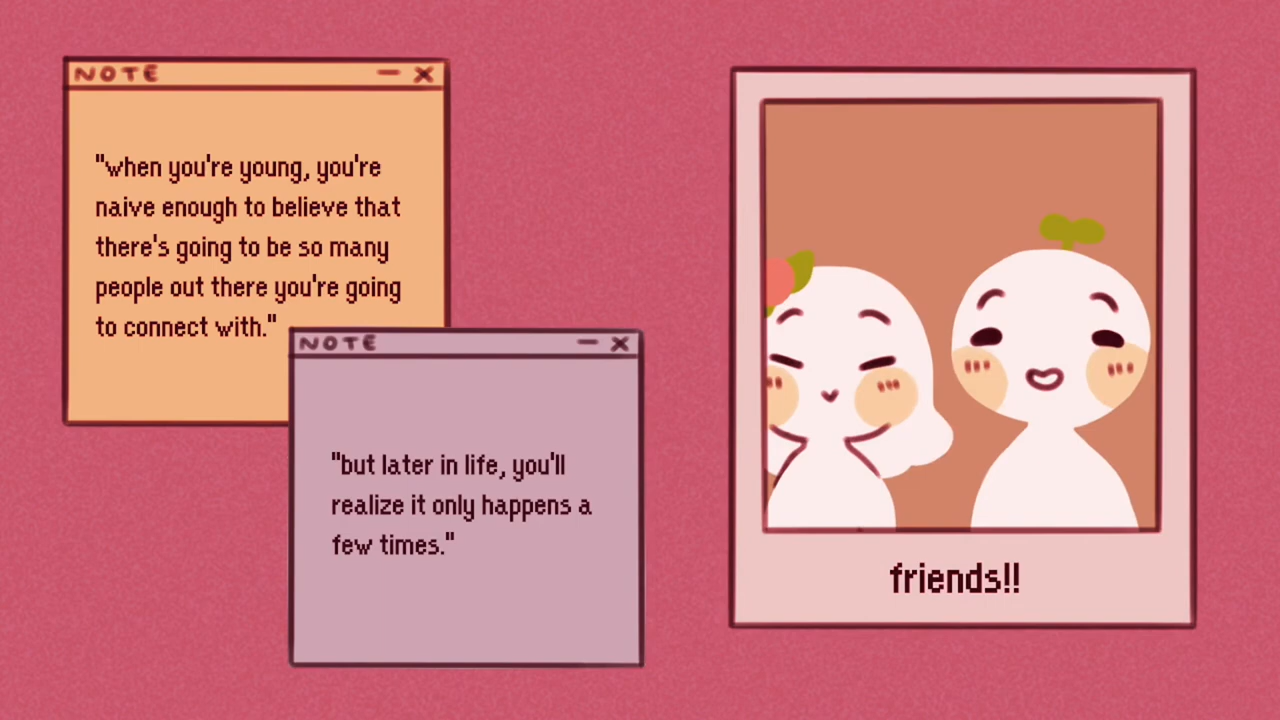 NOTE
"when you're young, you're
naive enough to believe that
there's going to be so many
people out there you're going
to connect with."
NOTE
"but later in life, you'll
realize it only happens a
few times."
friends!!